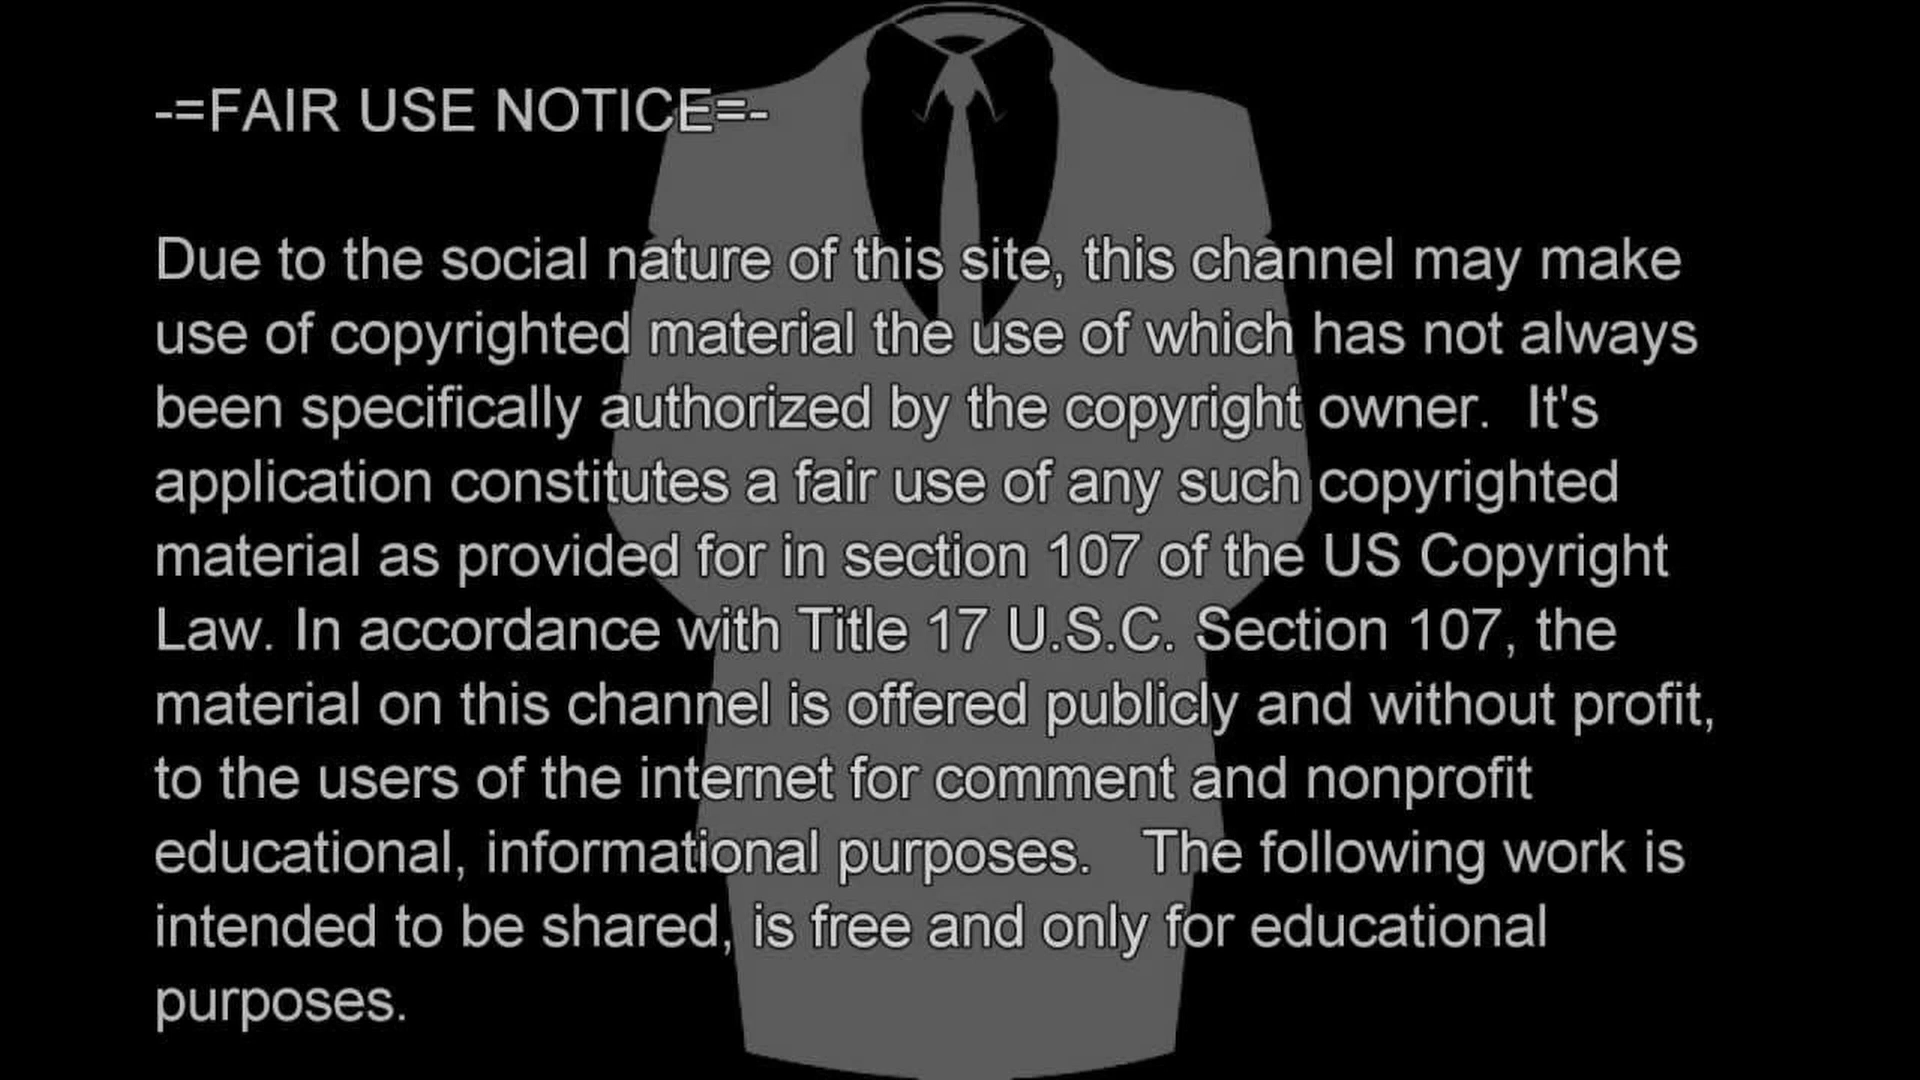 -=FAIR USE NOTICE=-
Due to the social nature of this site, this channel may make
use of copyrighted material the use of which has not always
been specifically authorized by the copyright owner.  It's
application constitutes a fair use of any such copyrighted
material as provided for in section 107 of the US Copyright
Law. In accordance with Title 17 U.S.C. Section 107, the
material on this channel is offered publicly and without profit,
to the users of the internet for comment and nonprofit
educational, informational purposes.   The following work is
intended to be shared, is free and only for educational
purposes.